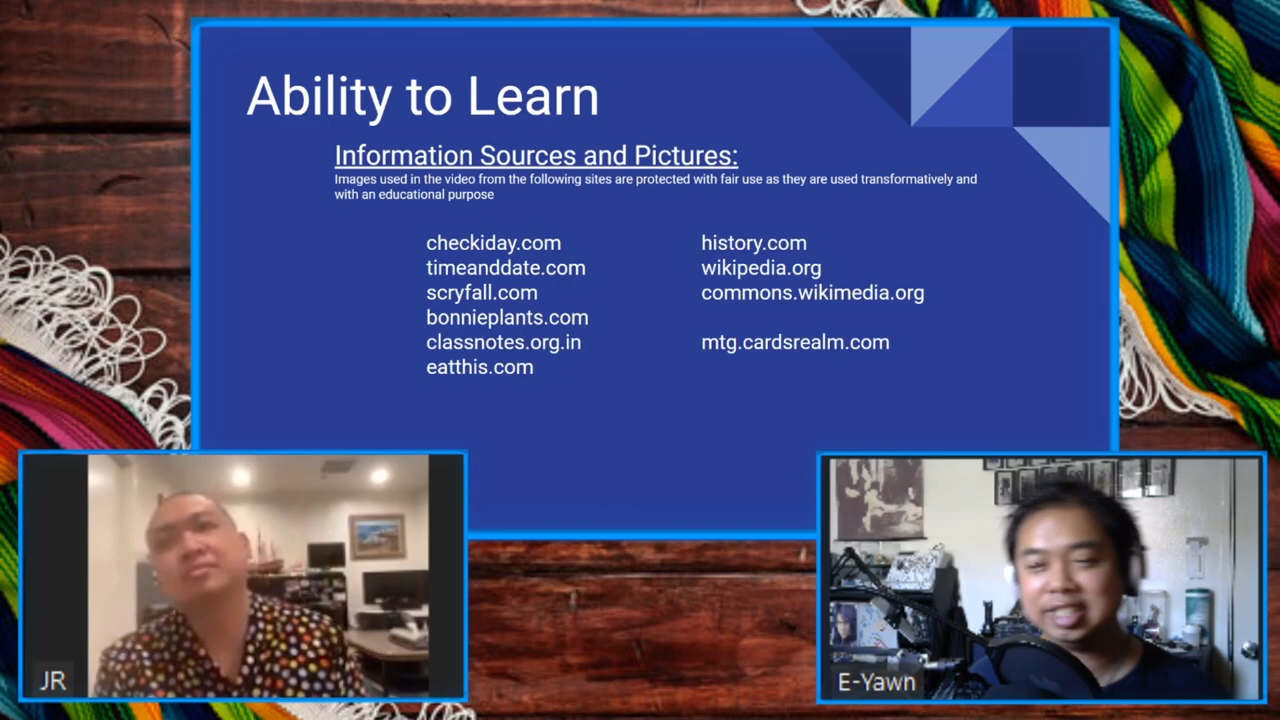 Ability to Learn
Information Sources and Pictures:
Images used in the video from the following sites are protected with fair use as they are used transformatively and
with an educational purpose
checkiday.com
timeanddate.com
scryfall.com
bonnieplants.com
classnotes.org.in
eatthis.com
history.com
wikipedia.org
commons.wikimedia.org
mtg.cardsrealm.com
JR
E-Yawn